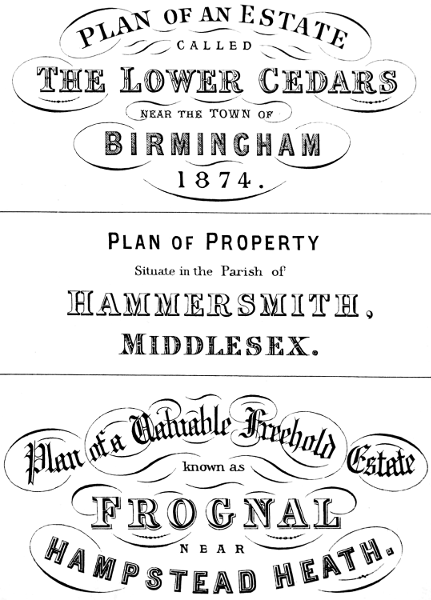 PLAN OF AN ESTATE
CALLED
THE LOWER CEDARS
NEAR THE TOWN OF
BIRMINGHAM
1874.
PLAN OF PROPERTY
Situate in the Parish of
HAMMERSMITH,
MIDDLESEX.
Plan of a Valuable Freehold Estate
known as
FROGNAL
NEAR
HAMPSTEAD HEATH.